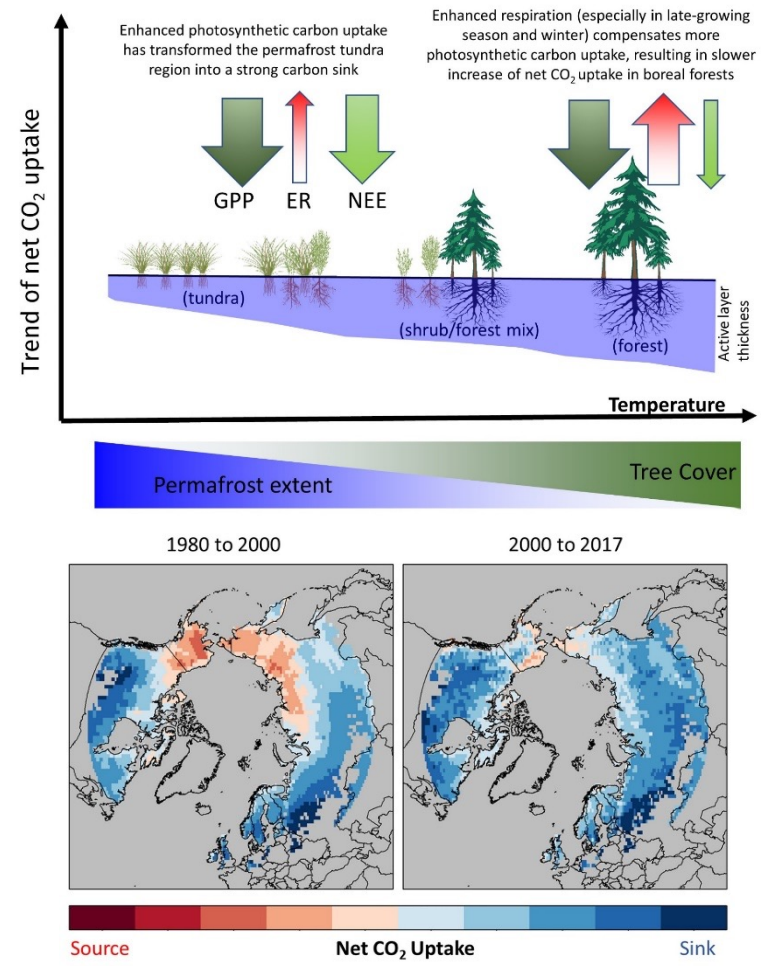 Enhanced photosynthetic carbon uptake
has transformed the permafrost tundra
region into a strong carbon sink
Enhanced respiration (especially in late-growing
season and winter) compensates more
photosynthetic carbon uptake, resulting in slower
increase of net CO₂ uptake in boreal forests
Trend of net CO₂ uptake
GPP
ER
NEE
(tundra)
(shrub/forest mix)
(forest)
Active layer
thickness
Temperature
Permafrost extent
Tree Cover
1980 to 2000
2000 to 2017
Source
Net CO₂ Uptake
Sink